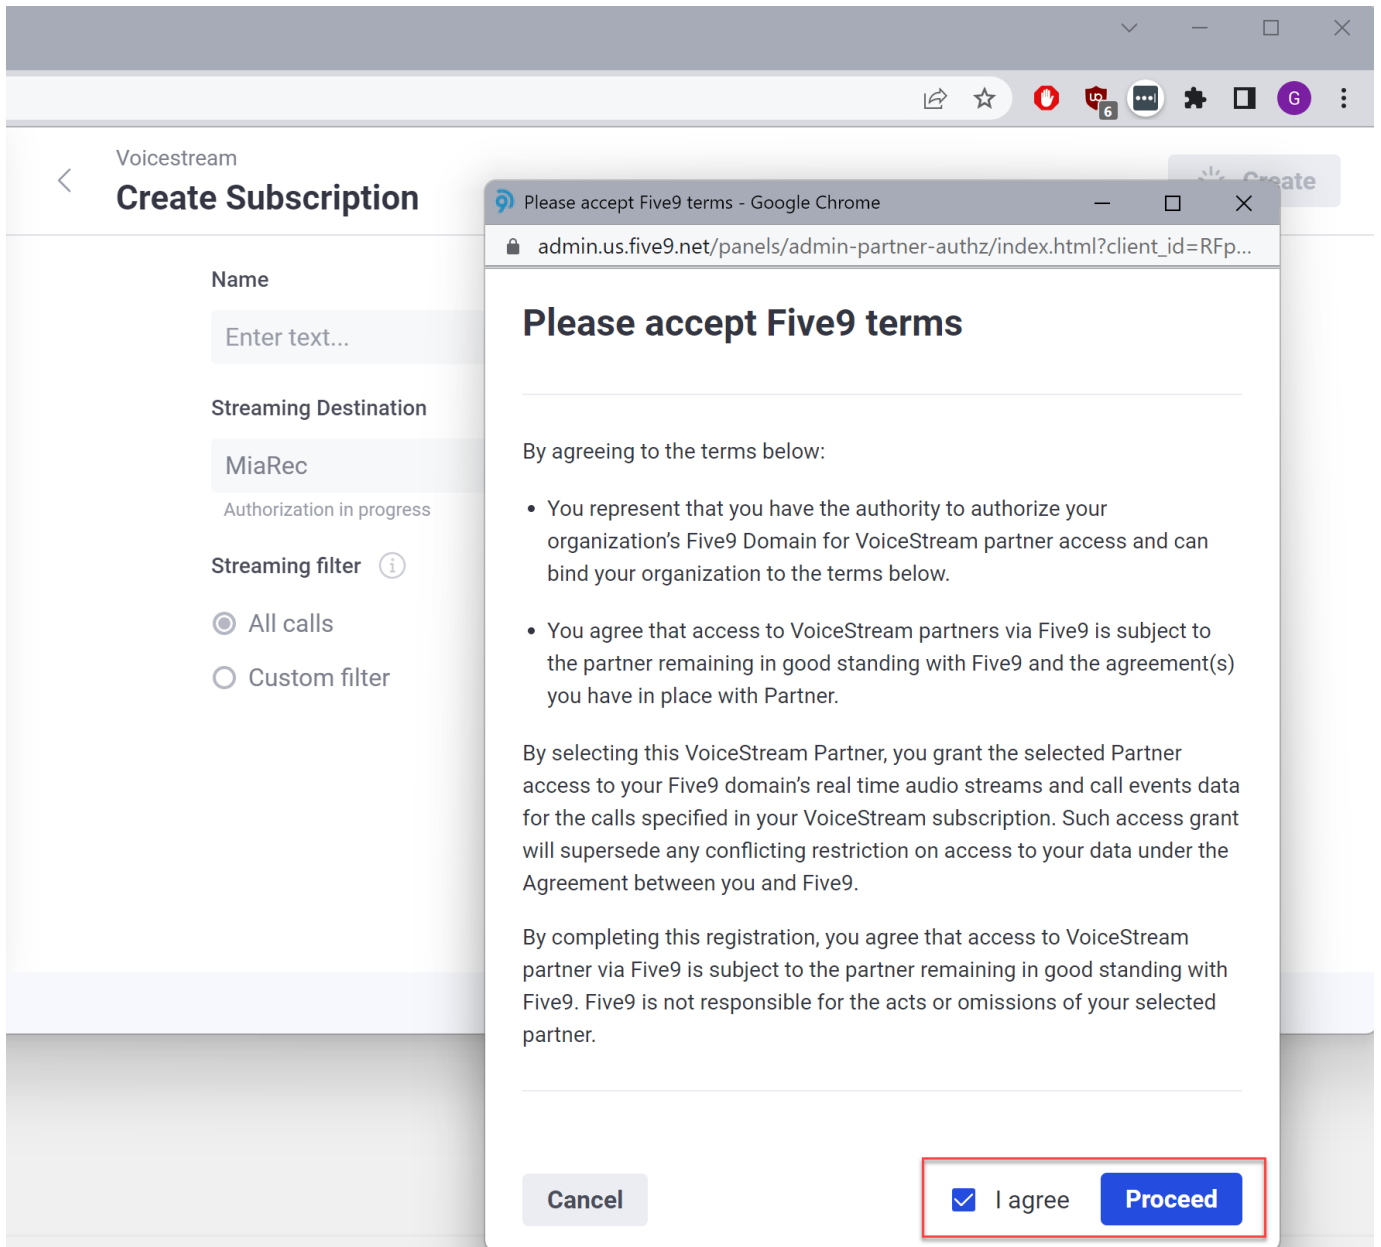 Voicestream
Create Subscription
Create
6
G
Name
Enter text...
Streaming Destination
MiaRec
Authorization in progress
Streaming filter
All calls
Custom filter
Please accept Five9 terms - Google Chrome
admin.us.five9.net/panels/admin-partner-authz/index.html?client_id=RFp...
Please accept Five9 terms
By agreeing to the terms below:
• You represent that you have the authority to authorize your
organization’s Five9 Domain for VoiceStream partner access and can
bind your organization to the terms below.
• You agree that access to VoiceStream partners via Five9 is subject to
the partner remaining in good standing with Five9 and the agreement(s)
you have in place with Partner.
By selecting this VoiceStream Partner, you grant the selected Partner
access to your Five9 domain’s real time audio streams and call events data
for the calls specified in your VoiceStream subscription. Such access grant
will supersede any conflicting restriction on access to your data under the
Agreement between you and Five9.
By completing this registration, you agree that access to VoiceStream
partner via Five9 is subject to the partner remaining in good standing with
Five9. Five9 is not responsible for the acts or omissions of your selected
partner.
Cancel
I agree
Proceed